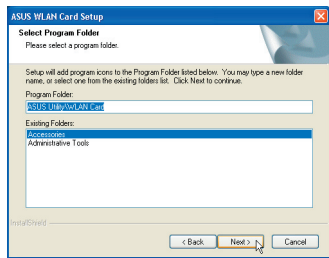 ASUS WLAN Card Setup
Select Program Folder
Please select a program folder.
Setup will add program icons to the Program Folder listed below. You may type a new folder
name, or select one from the existing folders list. Click Next to continue.
Program Folder:
ASUS Utility\WLAN Card
Existing Folders:
Accessories
Administrative Tools
InstallShield
< Back
Next >
Cancel